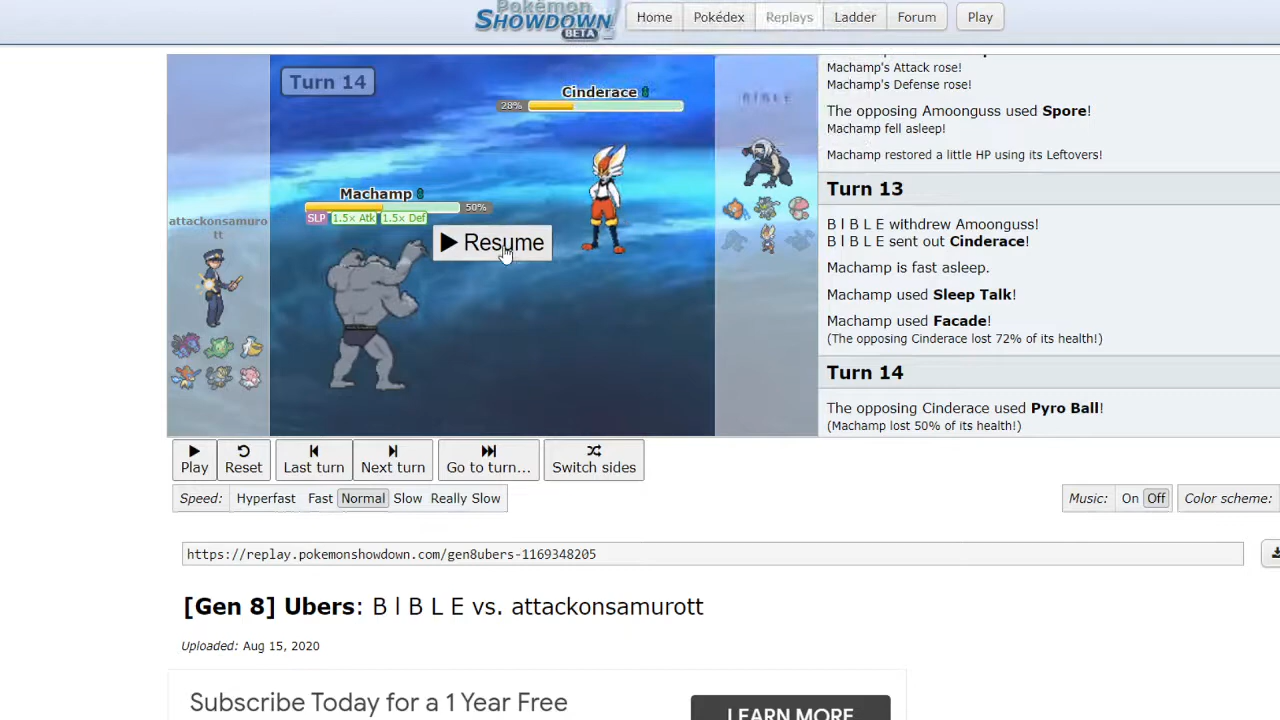 Pokémon
SHOWDOWN
BETA
Home
Pokédex
Replays
Ladder
Forum
Play
Turn 14
Cinderace
28%
Machamp
50%
SLP
1.5× Atk
1.5× Def
Resume
attackonsamuro
tt
B l B L E
Machamp's Attack rose!
Machamp's Defense rose!
The opposing Amoonguss used Spore!
Machamp fell asleep!
Machamp restored a little HP using its Leftovers!
Turn 13
B l B L E withdrew Amoonguss!
B l B L E sent out Cinderace!
Machamp is fast asleep.
Machamp used Sleep Talk!
Machamp used Facade!
(The opposing Cinderace lost 72% of its health!)
Turn 14
The opposing Cinderace used Pyro Ball!
(Machamp lost 50% of its health!)
Play
Reset
Last turn
Next turn
Go to turn...
Switch sides
Speed: Hyperfast Fast Normal Slow Really Slow
Music: On Off
Color scheme:
https://replay.pokemonshowdown.com/gen8ubers-1169348205
[Gen 8] Ubers: B l B L E vs. attackonsamurott
Uploaded: Aug 15, 2020
Subscribe Today for a 1 Year Free
LEARN MORE